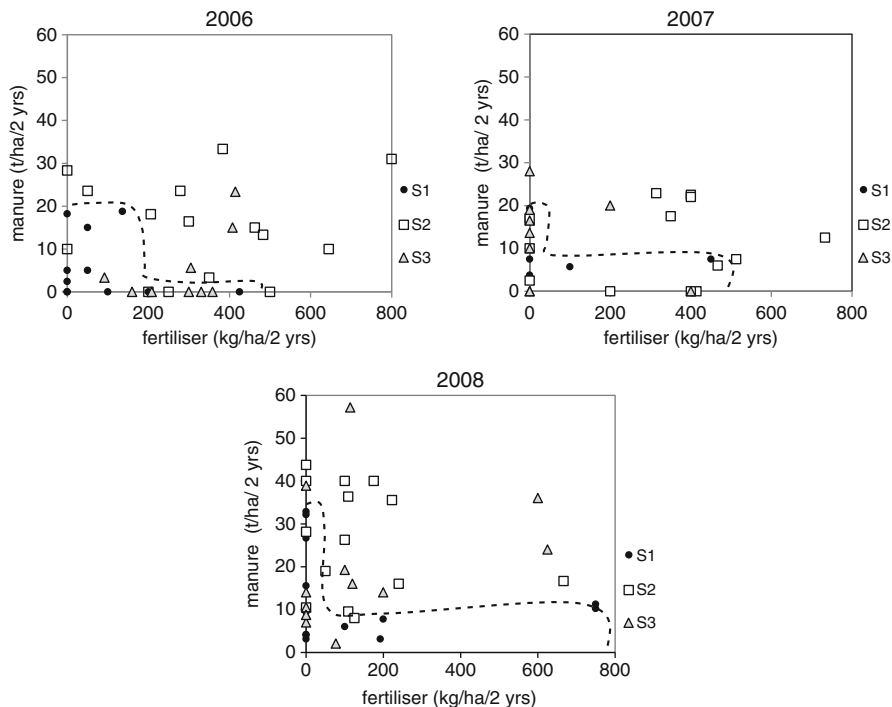 2006
60
50
40
30
20
10
0
manure (t/ha/2 yrs)
0 200 400 600 800
fertiliser (kg/ha/2 yrs)
S1
S2
S3
2007
60
50
40
30
20
10
0
manure (t/ha/ 2 yrs)
0 200 400 600 800
fertiliser (kg/ha/2 yrs)
S1
S2
S3
2008
60
50
40
30
20
10
0
manure (t/ha/ 2 yrs)
0 200 400 600 800
fertiliser (kg/ha/2 yrs)
S1
S2
S3